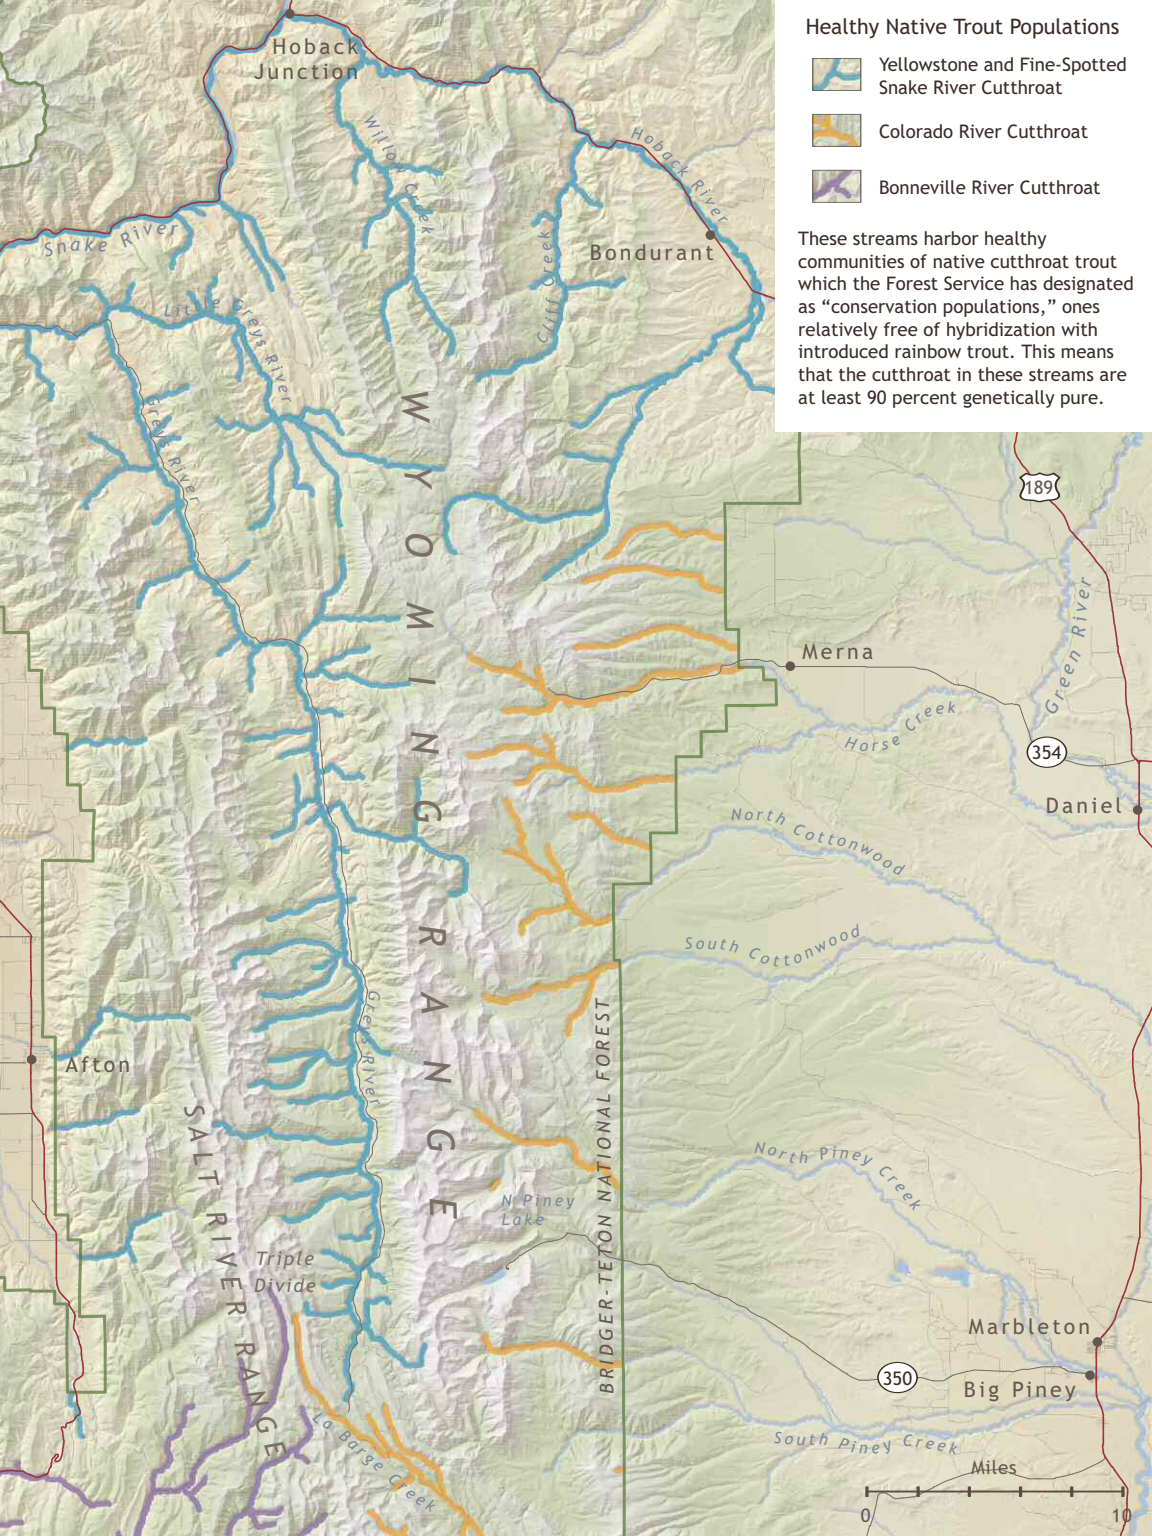 Healthy Native Trout Populations
Yellowstone and Fine-Spotted
Snake River Cutthroat
Colorado River Cutthroat
Bonneville River Cutthroat
These streams harbor healthy
communities of native cutthroat trout
which the Forest Service has designated
as “conservation populations,” ones
relatively free of hybridization with
introduced rainbow trout. This means
that the cutthroat in these streams are
at least 90 percent genetically pure.
Hoback
Junction
Willow Creek
Hoback River
Snake River
Bondurant
Cliff Creek
Little Greys River
Greys River
WYOMING RANGE
189
Green River
Merna
Horse Creek
354
Daniel
North Cottonwood
South Cottonwood
Greys River
Afton
BRIDGER-TETON NATIONAL FOREST
SALT RIVER RANGE
North Piney Creek
N Piney
Lake
Triple
Divide
Marbleton
350
Big Piney
La Barge Creek
South Piney Creek
Miles
0
10